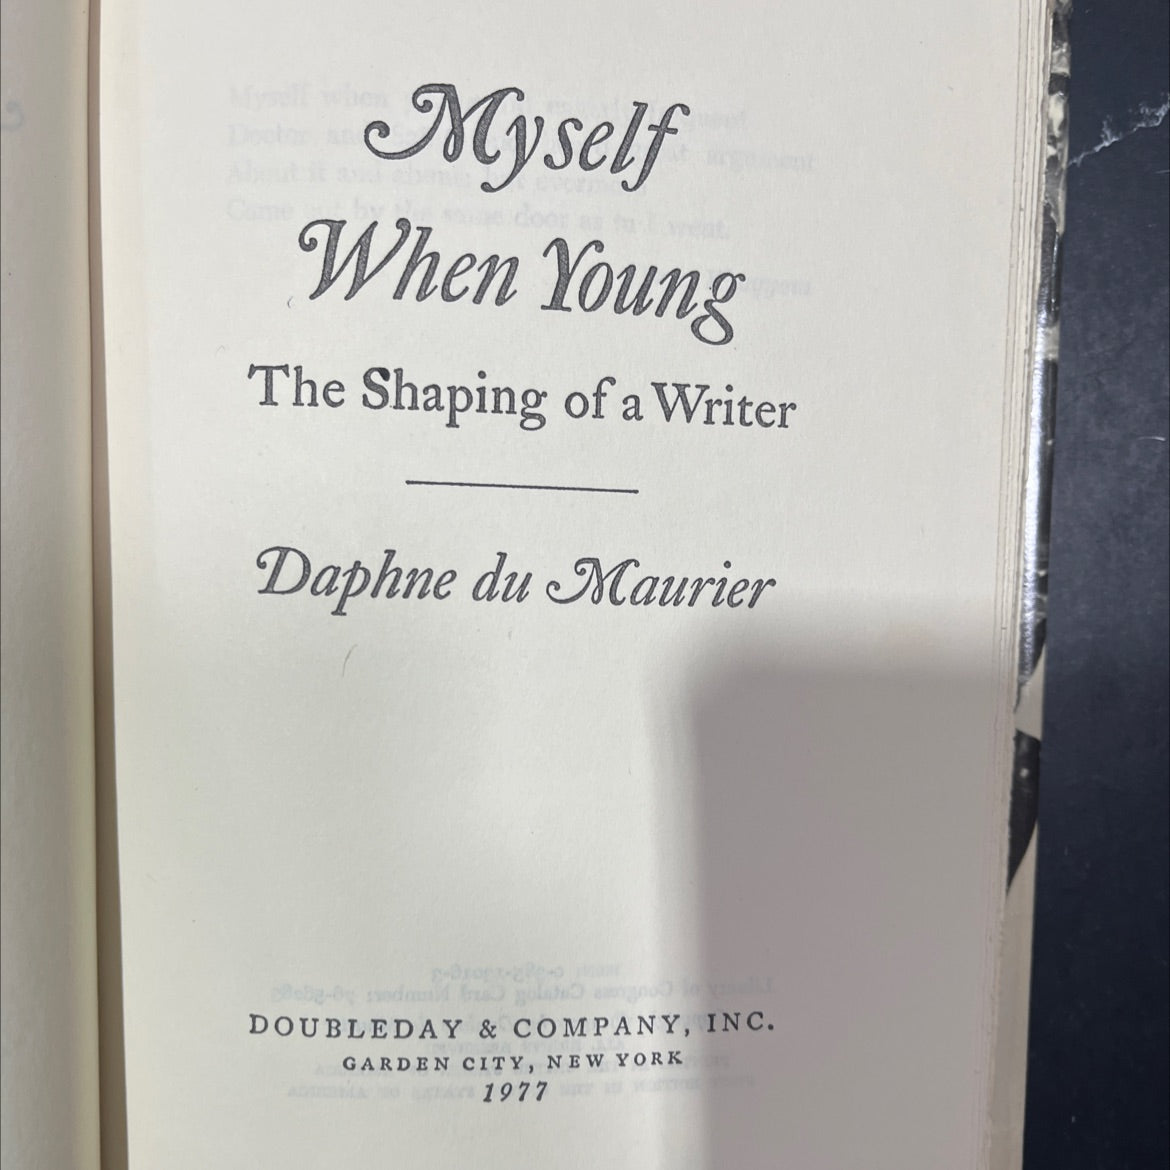 Myself
When Young
The Shaping of a Writer
Daphne du Maurier
DOUBLEDAY & COMPANY, INC.
GARDEN CITY, NEW YORK
1977